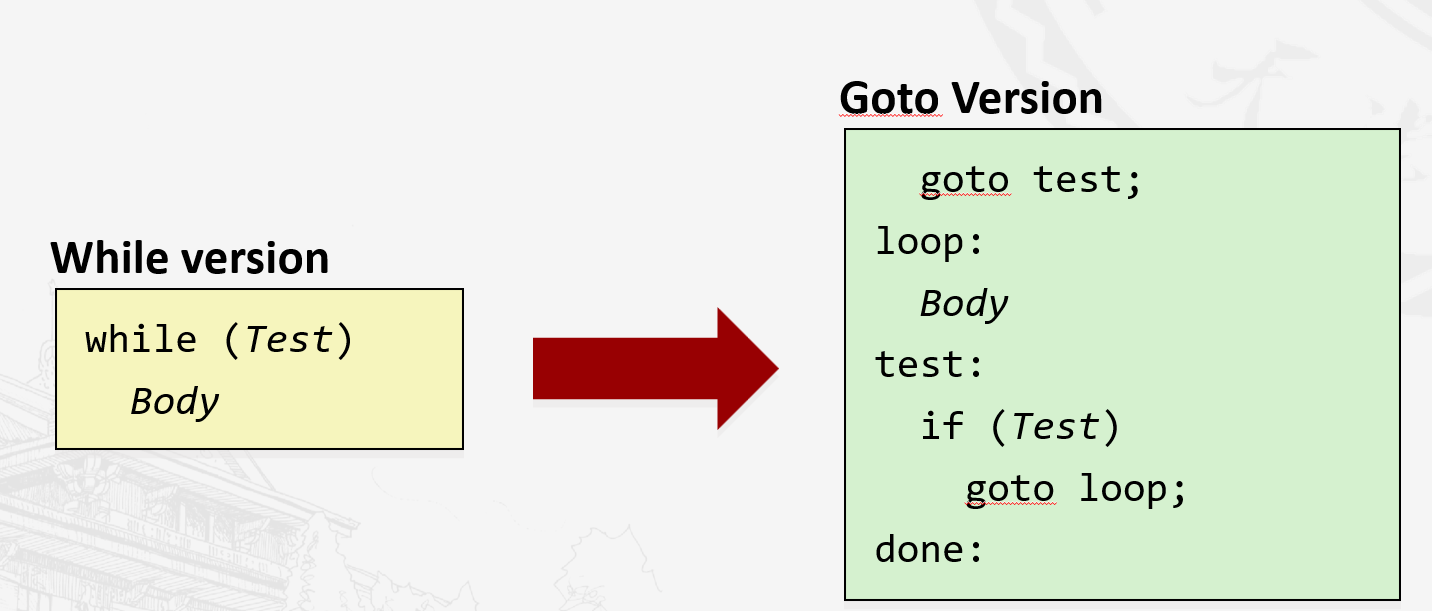 While version
while (Test)
Body
Goto Version
goto test;
loop:
Body
test:
if (Test)
goto loop;
done: